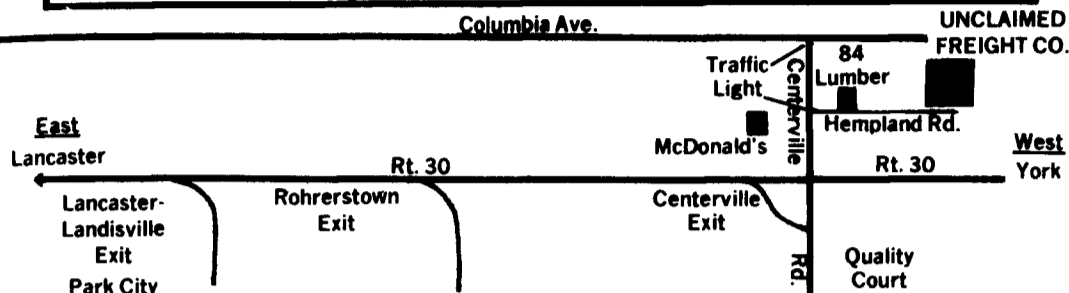 Columbia Ave.
UNCLAIMED
FREIGHT CO.
Traffic
Light
Centerville
84
Lumber
Hempland Rd.
McDonald's
East
Lancaster
Rt. 30
Rt. 30
West
York
Lancaster-
Landisville
Exit
Park City
Rohrerstown
Exit
Centerville
Exit
Rd.
Quality
Court